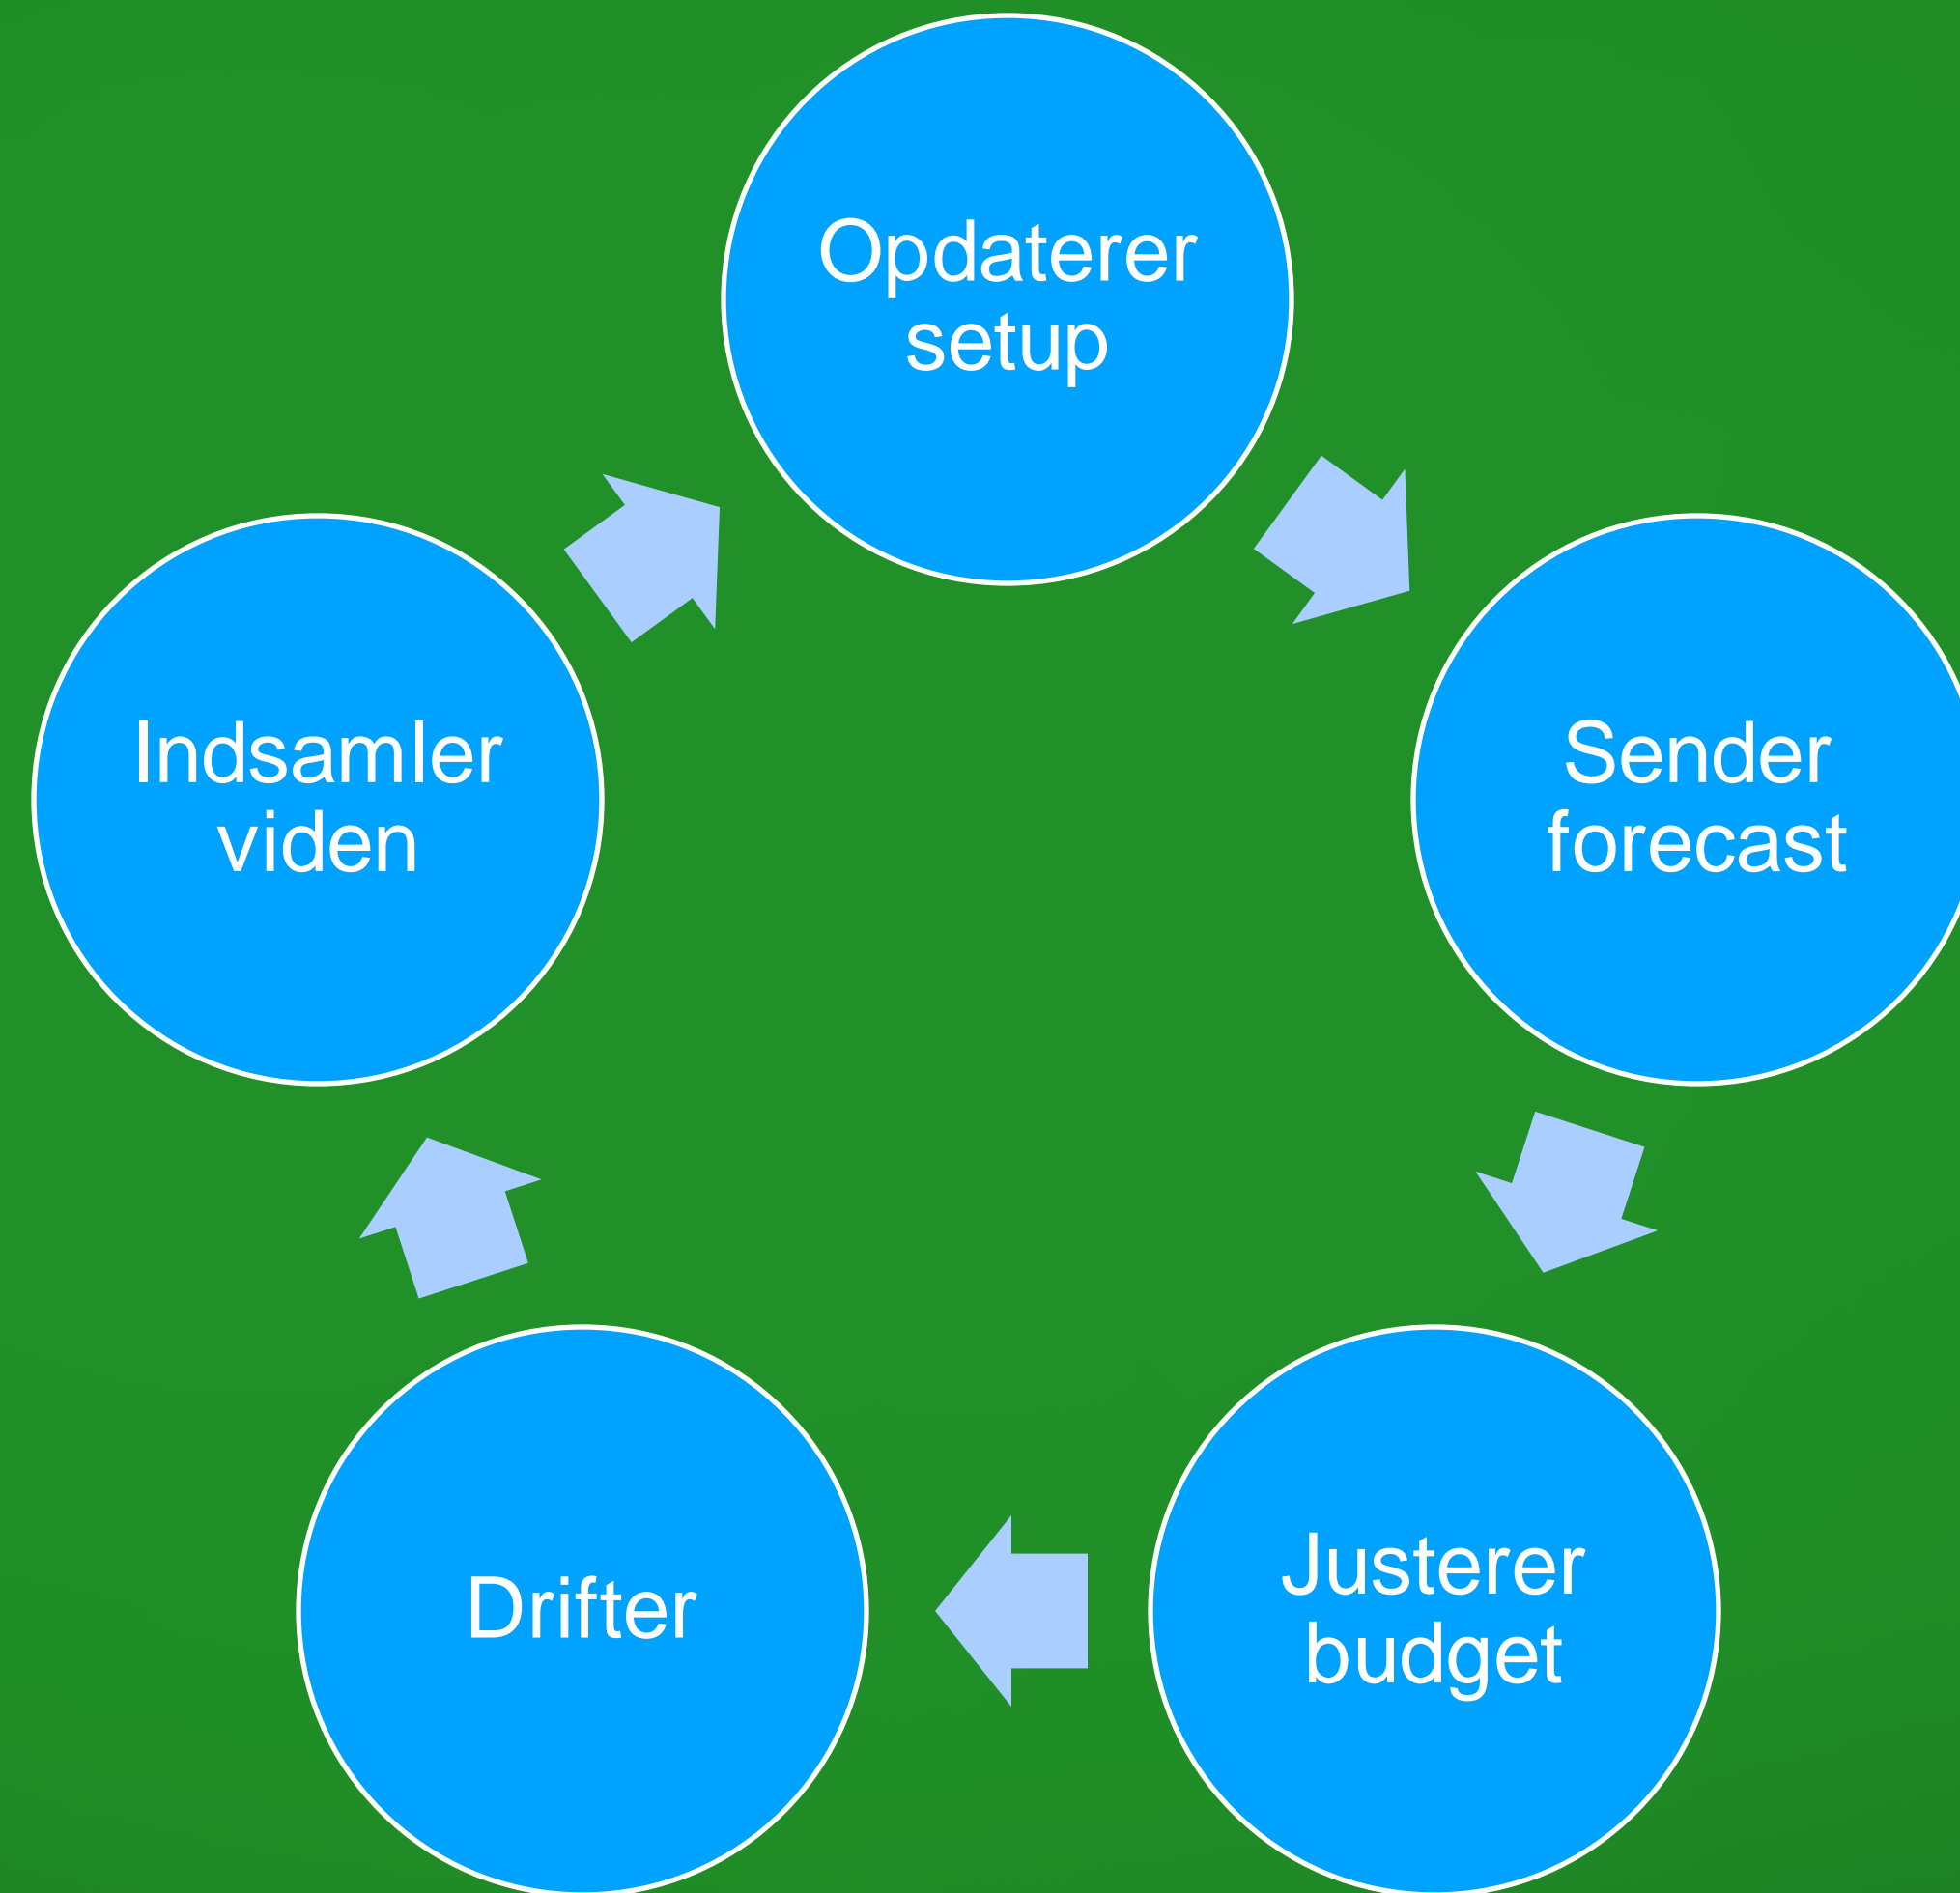 Opdaterer
setup
Sender
forecast
Justerer
budget
Drifter
Indsamler
viden